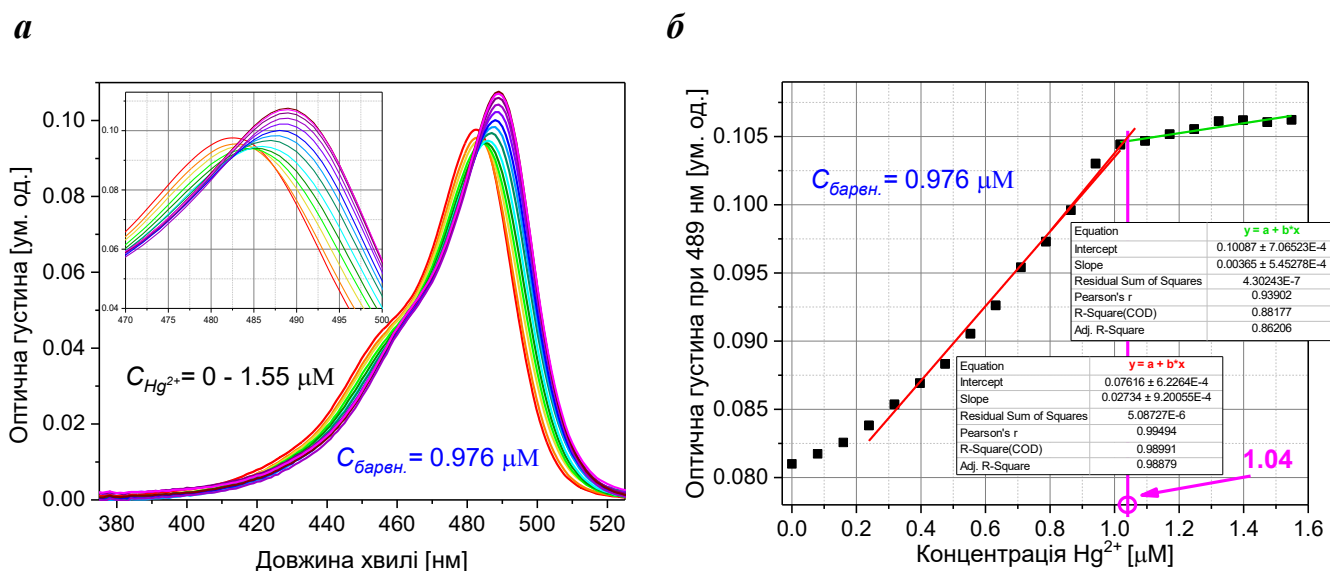 а
б
Оптична густина [ум. од.]
0.10
0.08
0.06
0.04
0.02
0.00
0.10
0.08
0.06
0.04
470 475 480 485 490 495 500
C_Hg²⁺ = 0 - 1.55 μM
C_барвн. = 0.976 μM
380 400 420 440 460 480 500 520
Довжина хвилі [нм]
Оптична густина при 489 нм [ум. од.]
0.105
0.100
0.095
0.090
0.085
0.080
C_барвн. = 0.976 μM
Equation y = a + b*x
Intercept 0.10087 ± 7.06523E-4
Slope 0.00365 ± 5.45278E-4
Residual Sum of Squares 4.30243E-7
Pearson's r 0.93902
R-Square(COD) 0.88177
Adj. R-Square 0.86206
Equation y = a + b*x
Intercept 0.07616 ± 6.2264E-4
Slope 0.02734 ± 9.20055E-4
Residual Sum of Squares 5.08727E-6
Pearson's r 0.99494
R-Square(COD) 0.98991
Adj. R-Square 0.98879
1.04
0.0 0.2 0.4 0.6 0.8 1.0 1.2 1.4 1.6
Концентрація Hg²⁺ [μM]